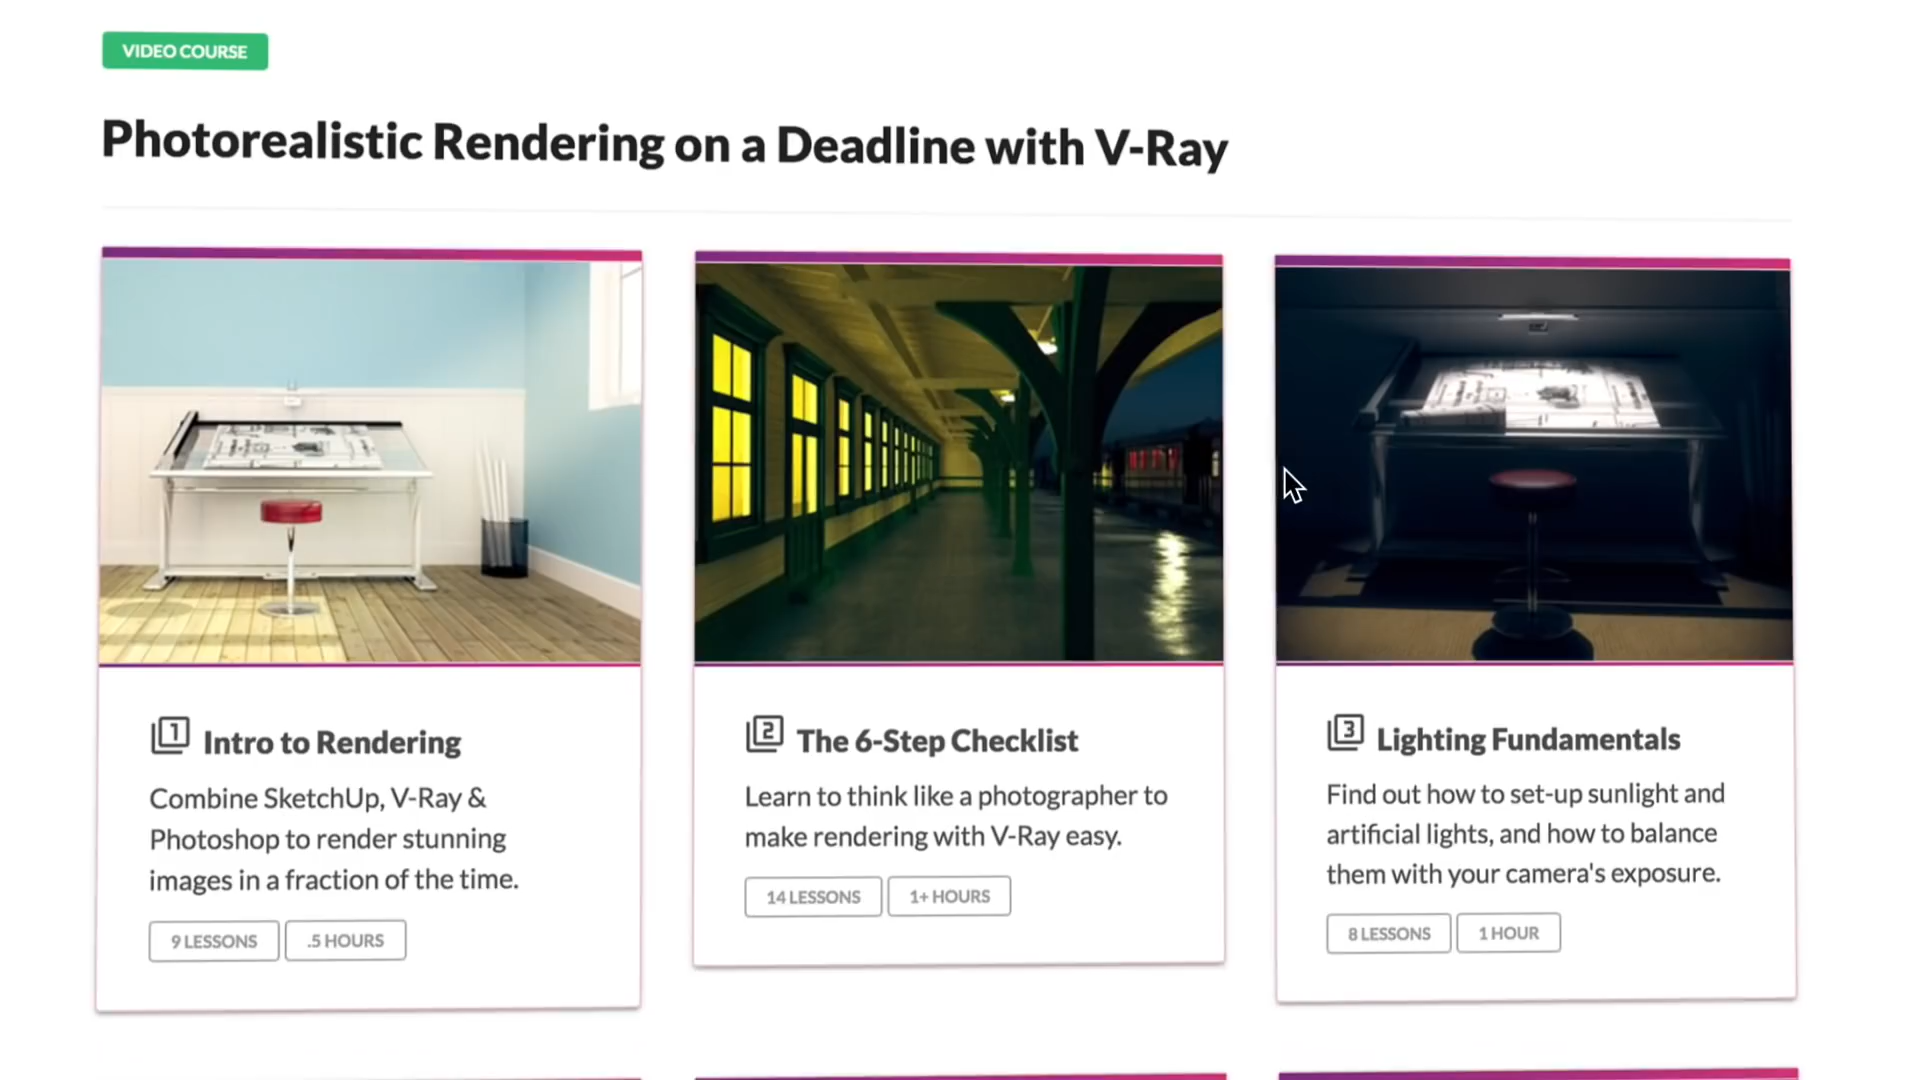 VIDEO COURSE
Photorealistic Rendering on a Deadline with V-Ray
1 Intro to Rendering
Combine SketchUp, V-Ray &
Photoshop to render stunning
images in a fraction of the time.
9 LESSONS .5 HOURS
2 The 6-Step Checklist
Learn to think like a photographer to
make rendering with V-Ray easy.
14 LESSONS 1+ HOURS
3 Lighting Fundamentals
Find out how to set-up sunlight and
artificial lights, and how to balance
them with your camera's exposure.
8 LESSONS 1 HOUR